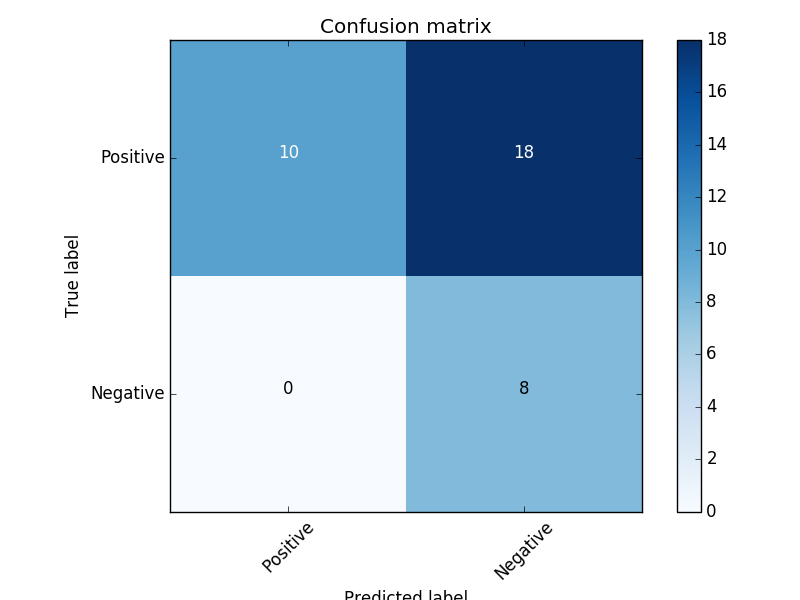 Confusion matrix
18
16
14
12
10
8
6
4
2
0
True label
Positive
10
18
Negative
0
8
Positive
Negative
Predicted label